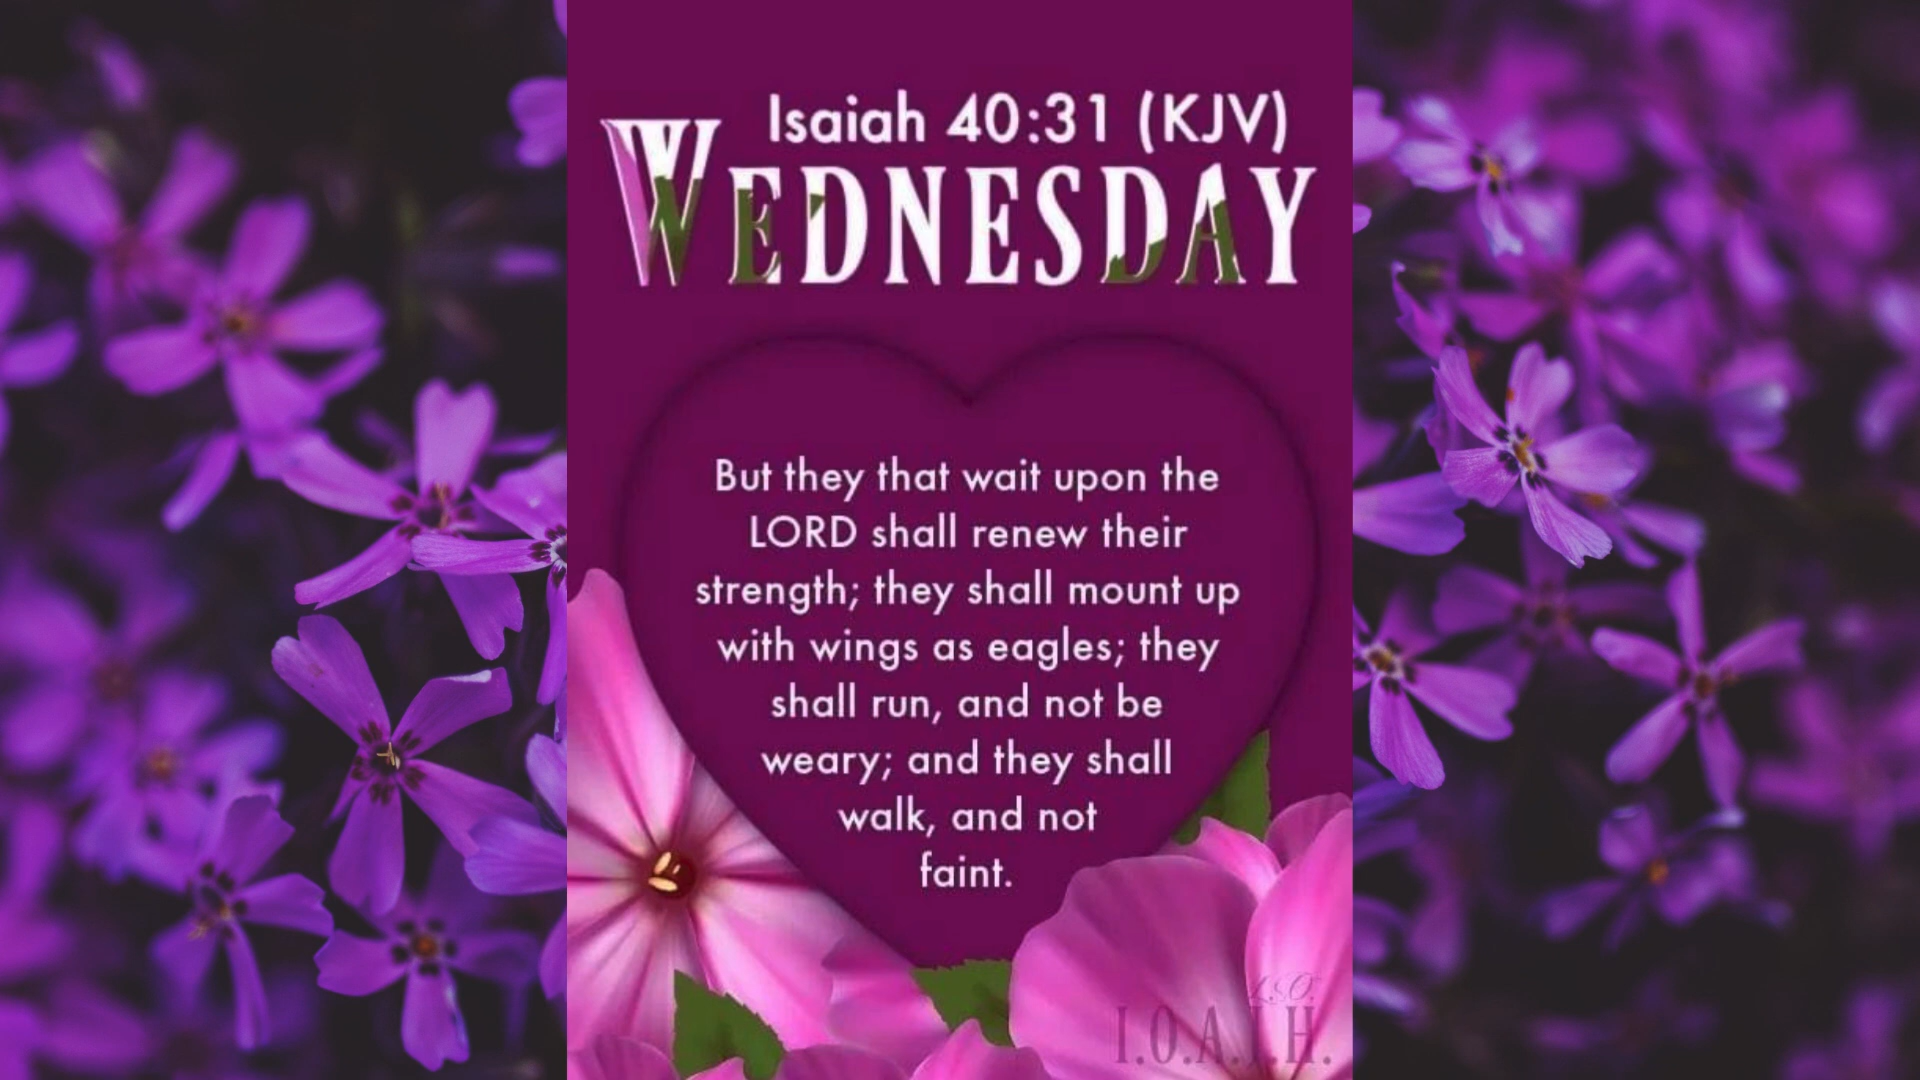 Isaiah 40:31 (KJV)
WEDNESDAY
But they that wait upon the
LORD shall renew their
strength; they shall mount up
with wings as eagles; they
shall run, and not be
weary; and they shall
walk, and not
faint.